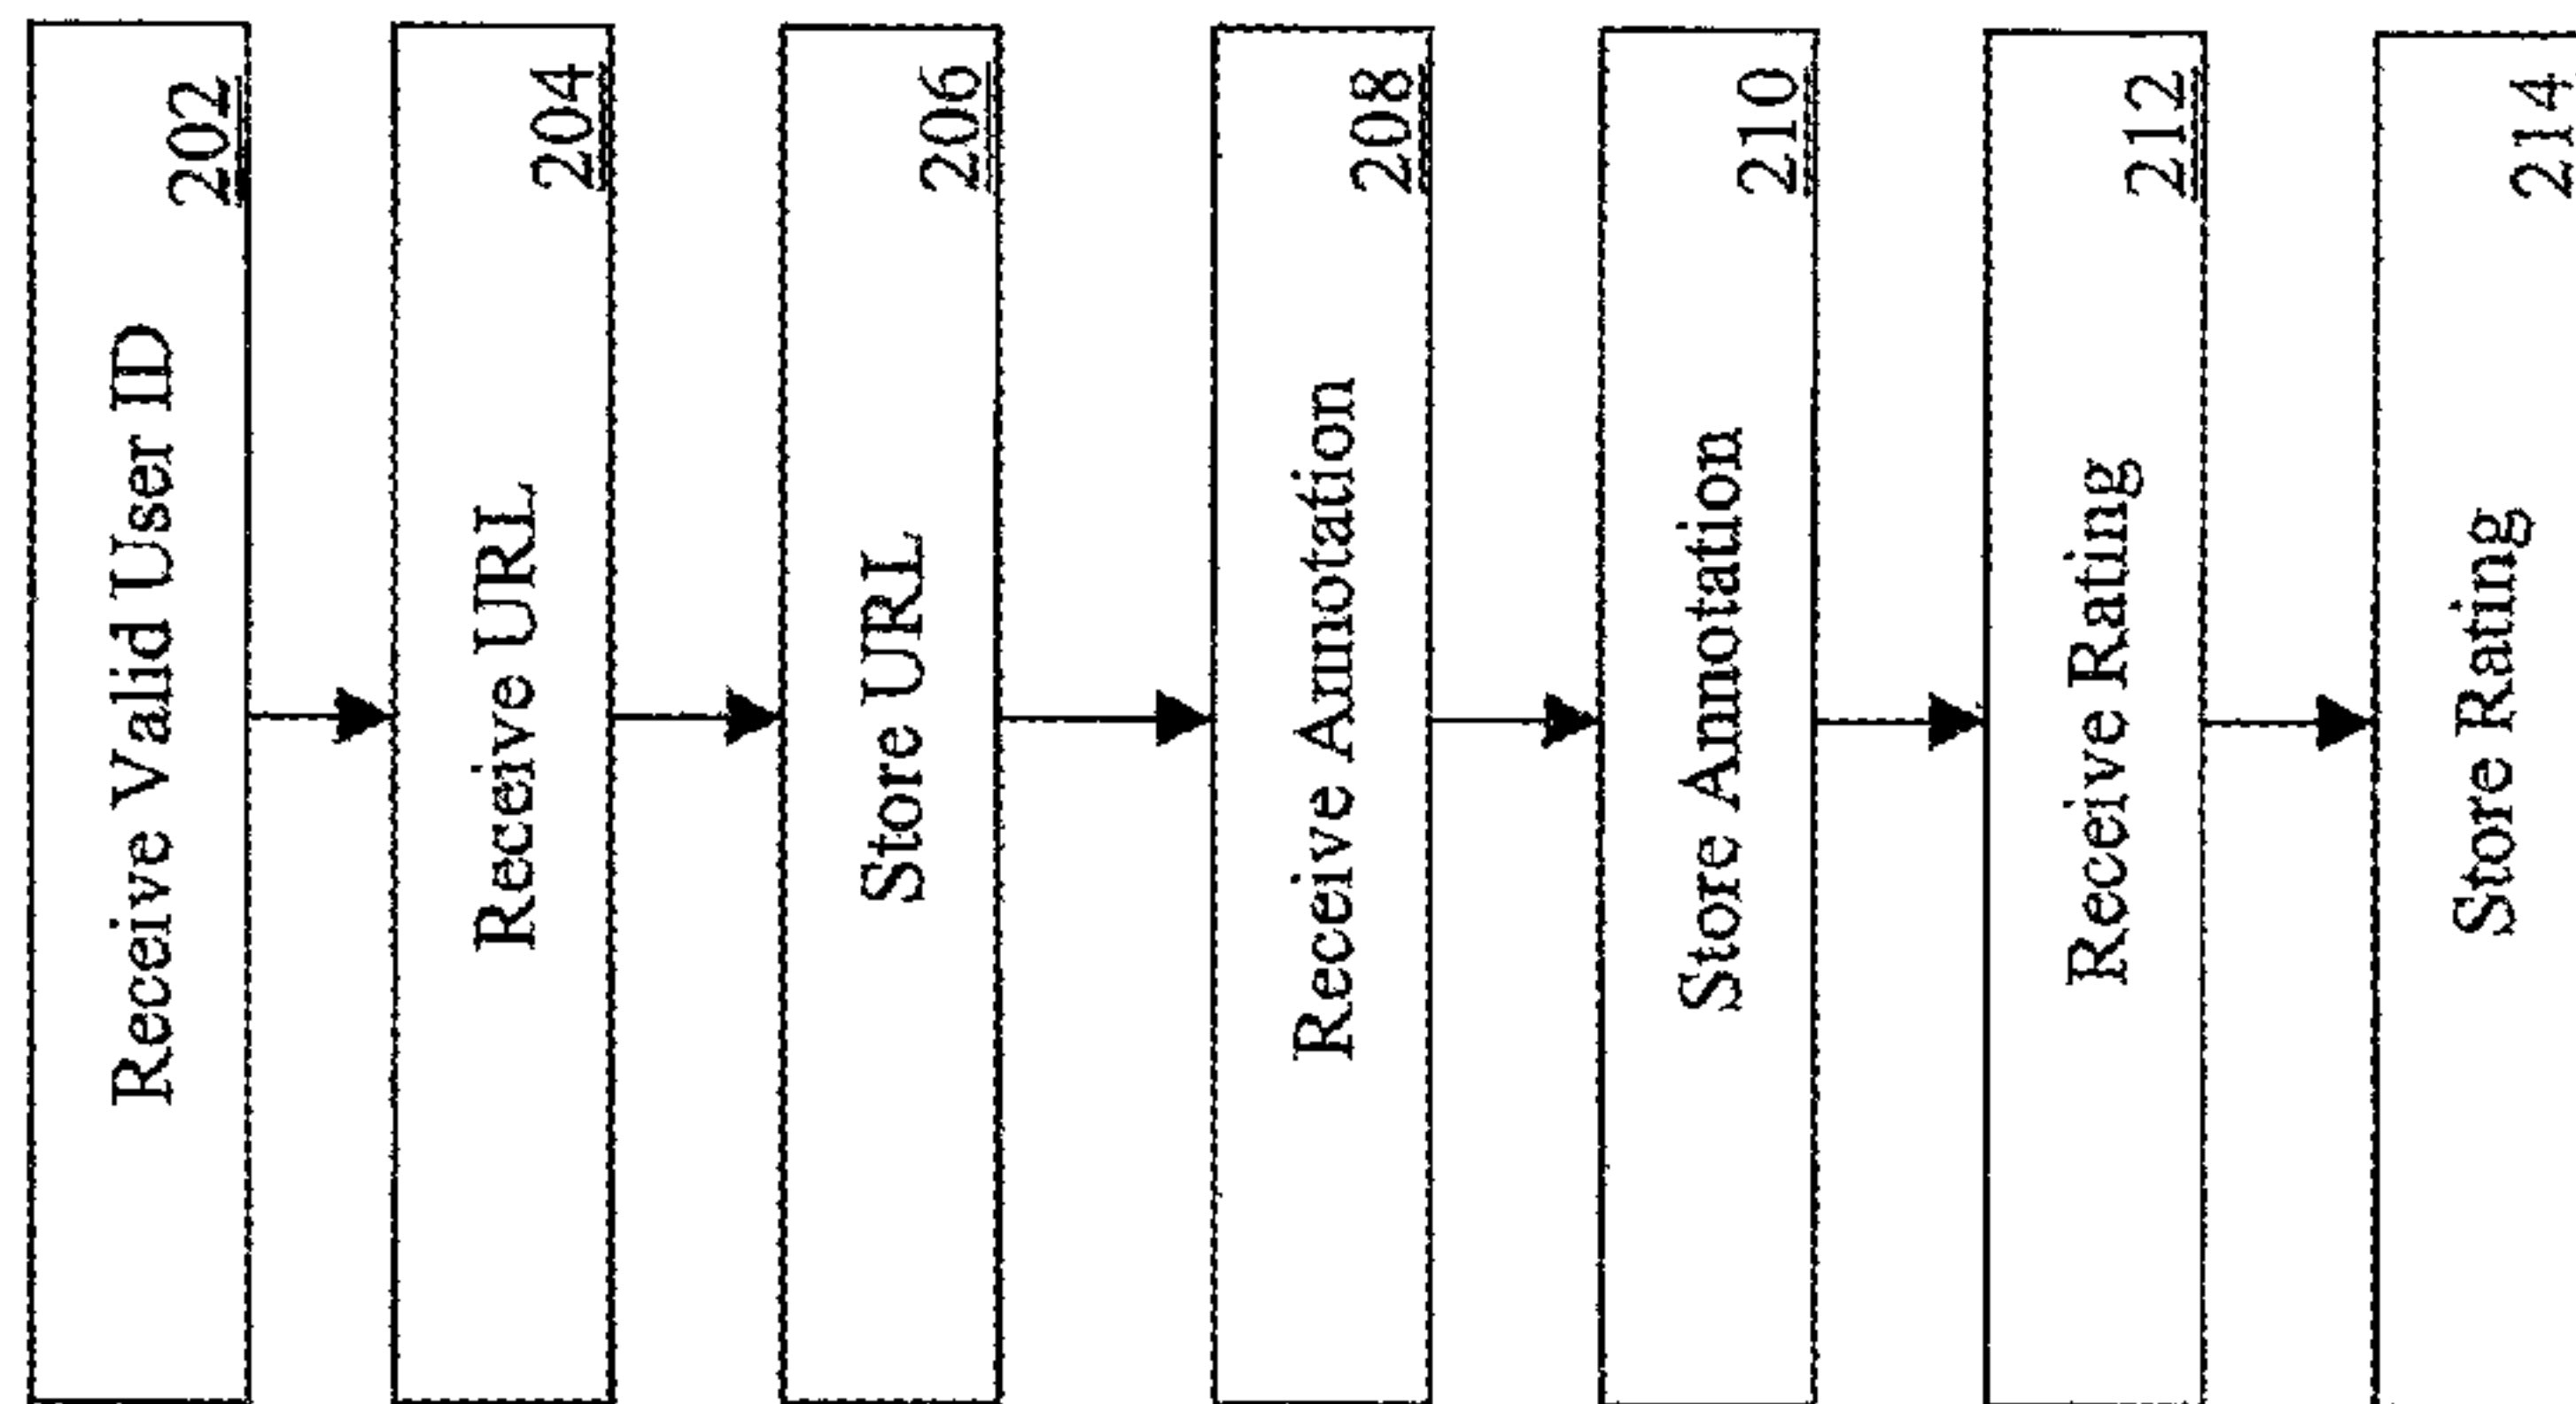 Receive Valid User ID
202
Receive URL
204
Store URL
206
Receive Annotation
208
Store Annotation
210
Receive Rating
212
Store Rating
214